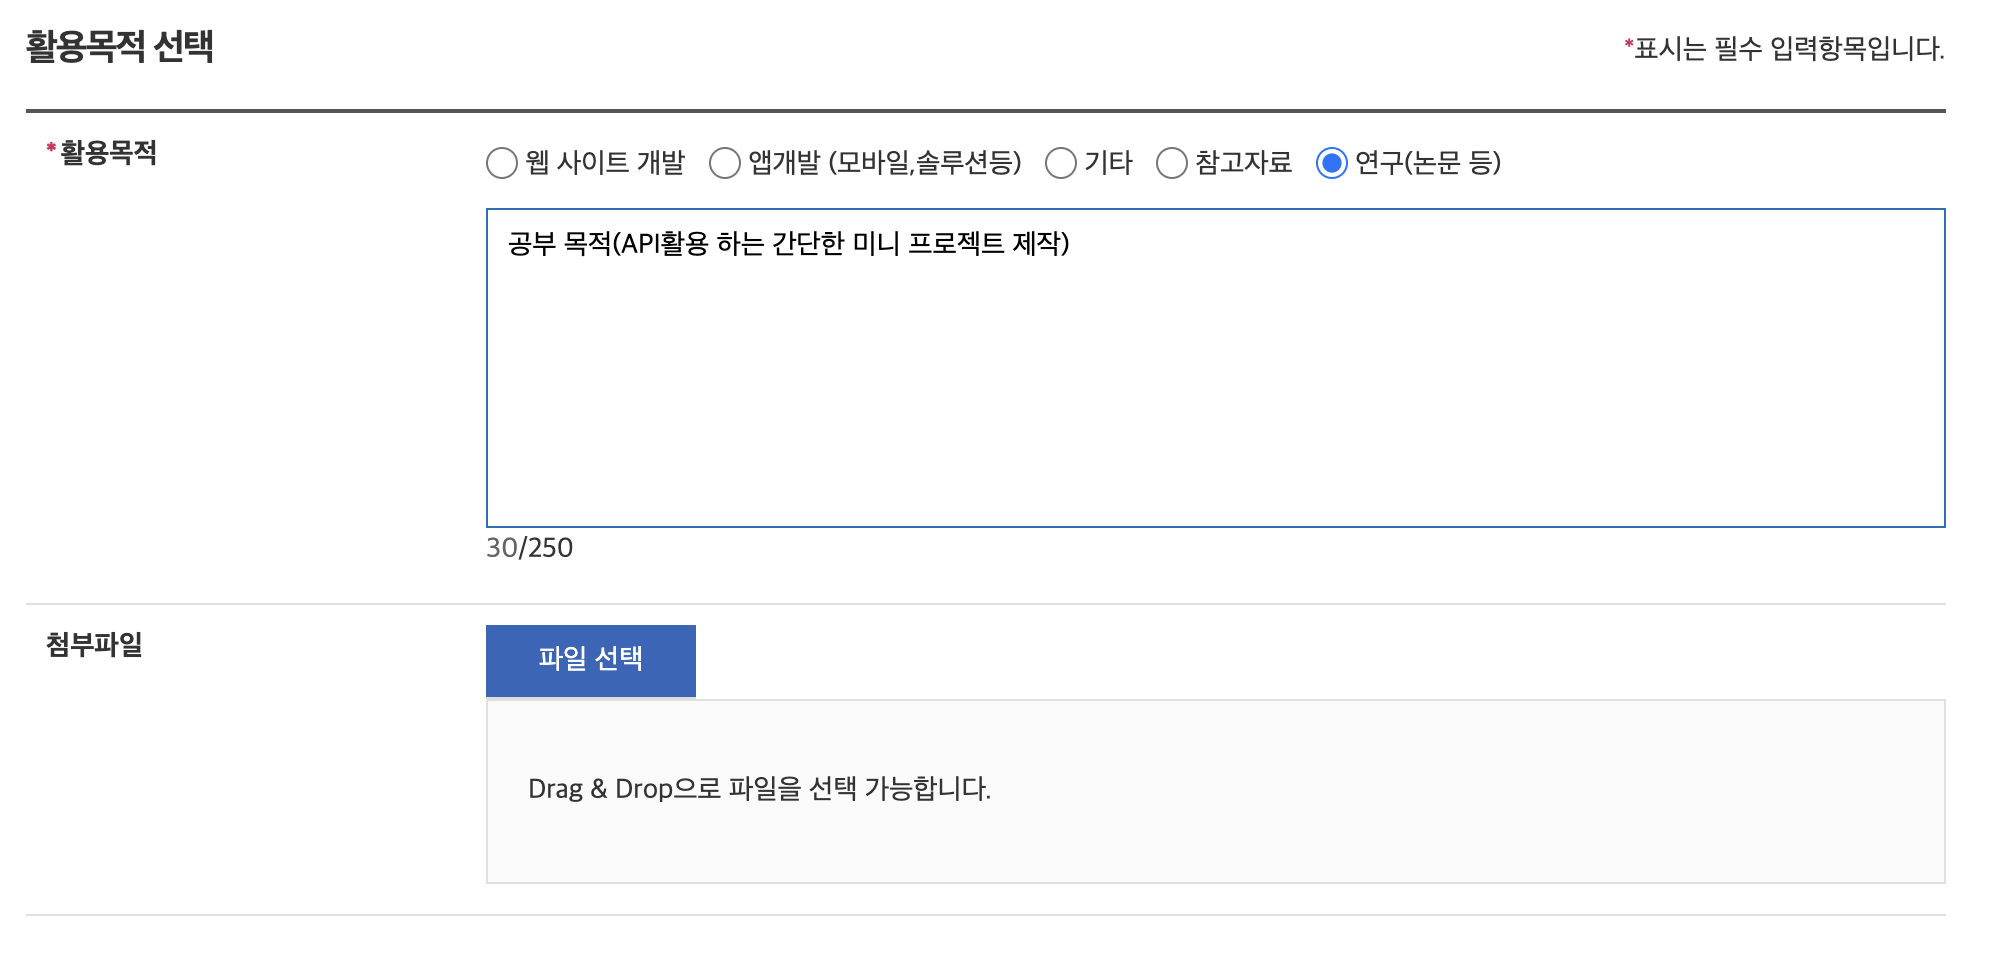 활용목적 선택
*표시는 필수 입력항목입니다.
*활용목적
웹 사이트 개발 앱개발 (모바일,솔루션등) 기타 참고자료 연구(논문 등)
공부 목적(API활용 하는 간단한 미니 프로젝트 제작)
30/250
첨부파일
파일 선택
Drag & Drop으로 파일을 선택 가능합니다.